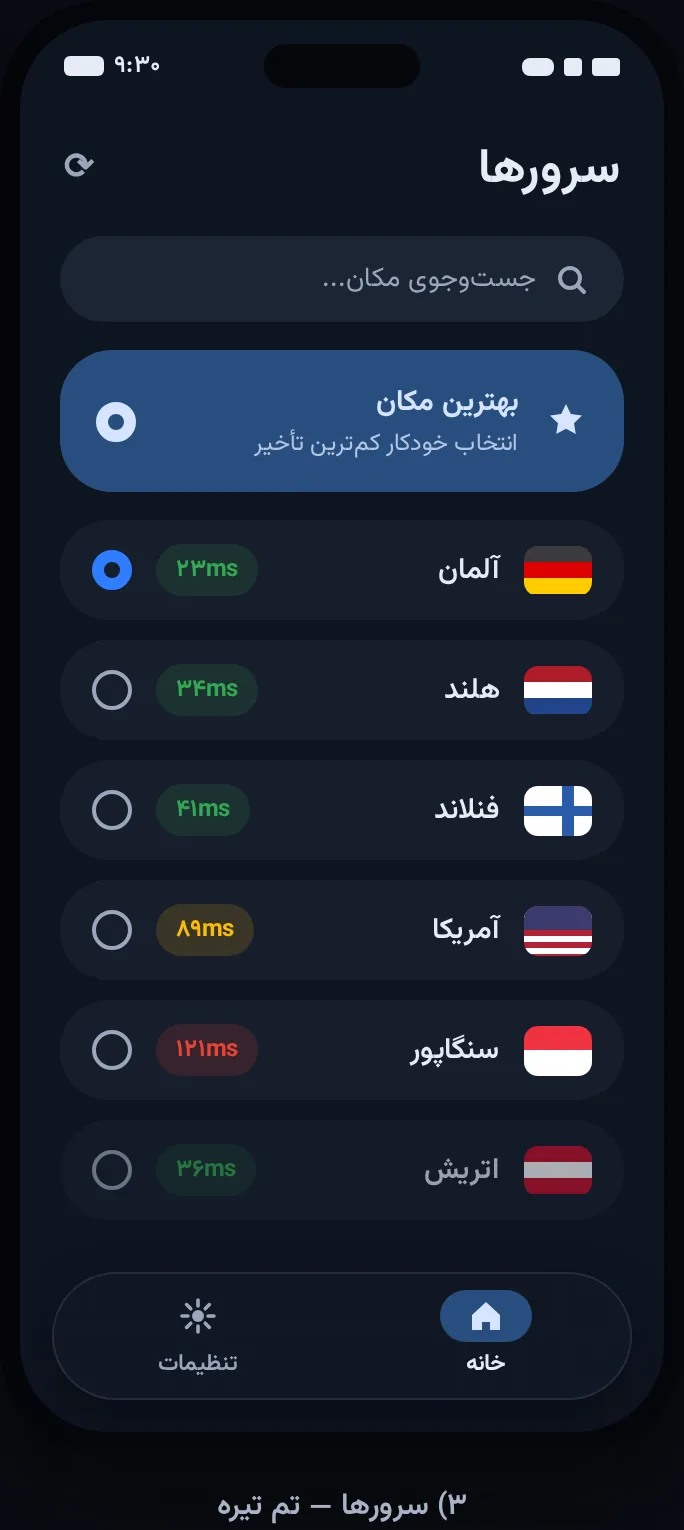 ۹:۳۰
سرورها
جست‌وجوی مکان...
بهترین مکان
انتخاب خودکار کم‌ترین تأخیر
آلمان ۲۳ms
هلند ۳۴ms
فنلاند ۴۱ms
آمریکا ۸۹ms
سنگاپور ۱۲۱ms
اتریش ۳۶ms
خانه تنظیمات
۳) سرورها — تم تیره